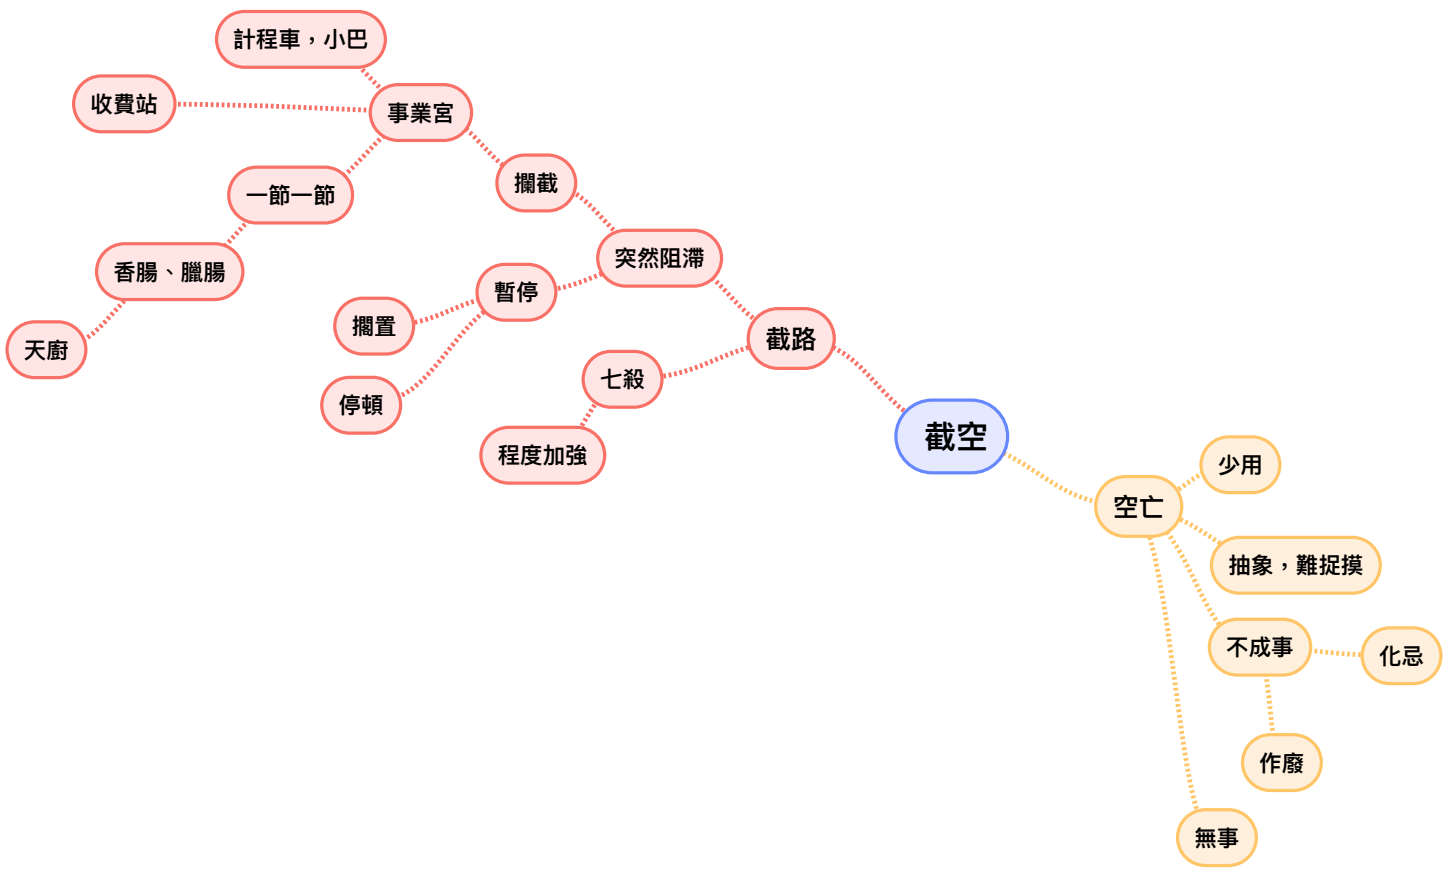 計程車，小巴
收費站
事業宮
一節一節
攔截
香腸、臘腸
突然阻滯
暫停
天廚
擱置
截路
七殺
停頓
截空
程度加強
少用
空亡
抽象，難捉摸
不成事
化忌
作廢
無事